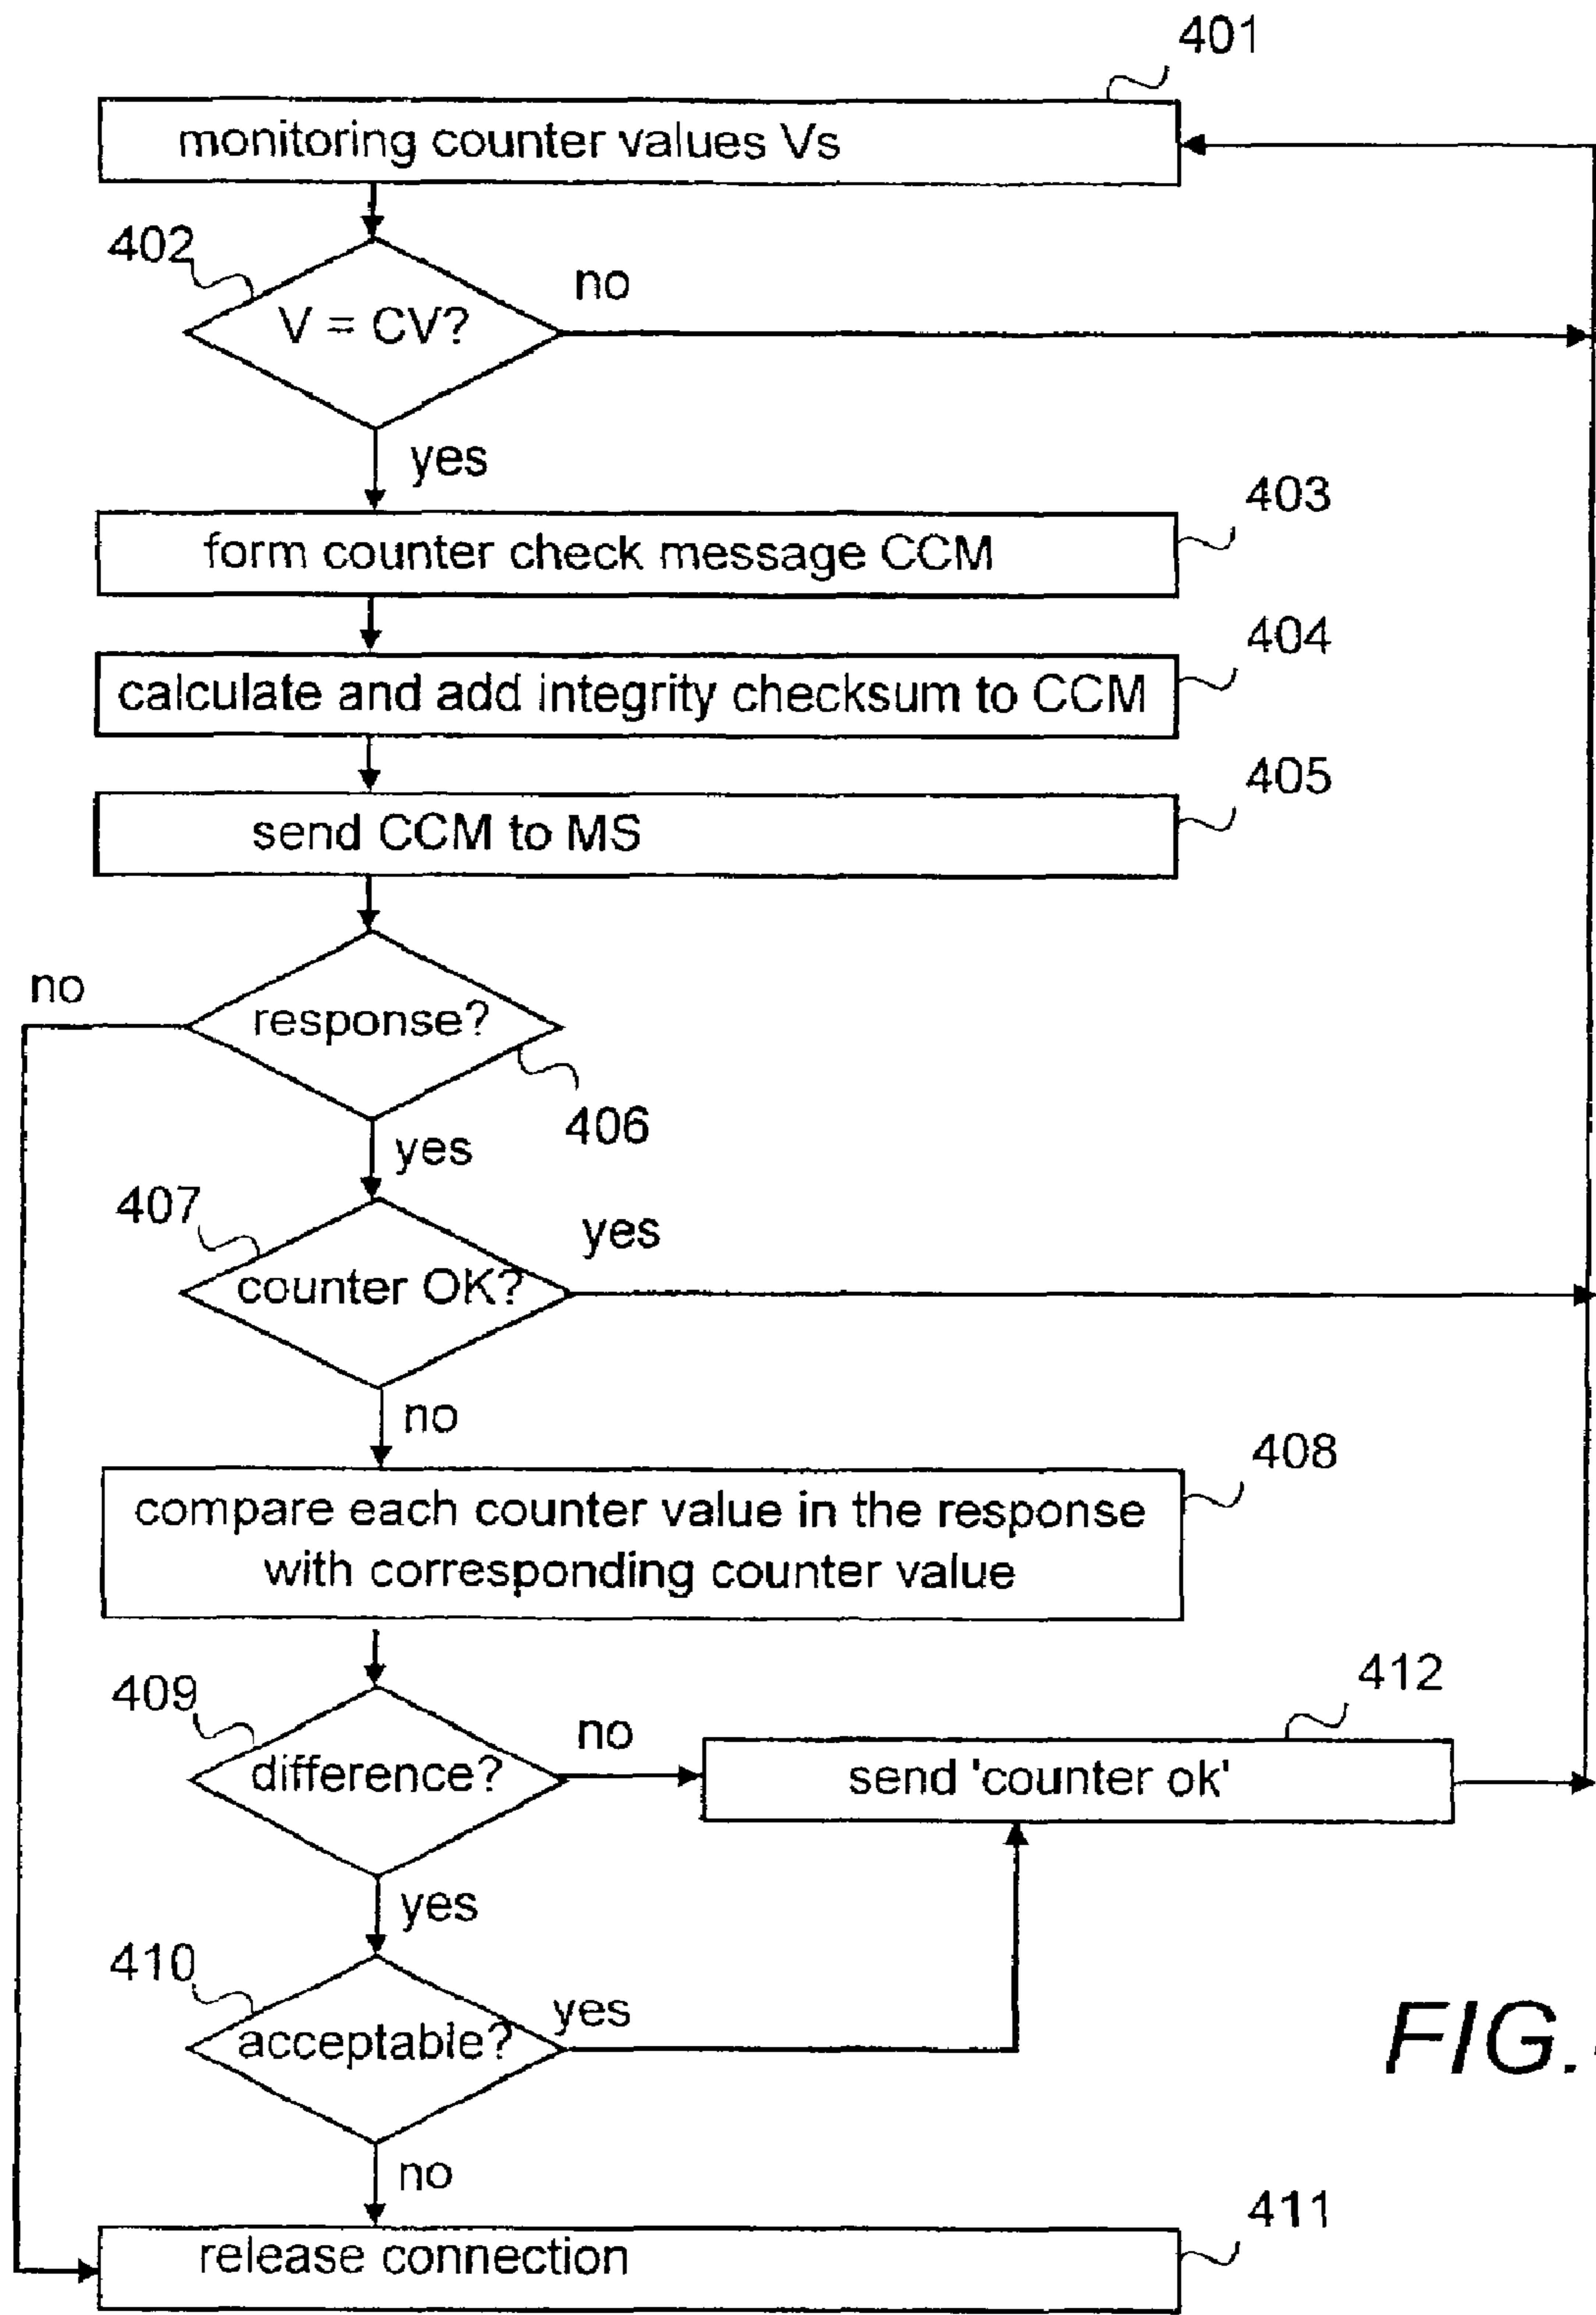 401
monitoring counter values Vs
402
no
V = CV?
yes
403
form counter check message CCM
404
calculate and add integrity checksum to CCM
405
send CCM to MS
no
response?
406
yes
407
yes
counter OK?
no
408
compare each counter value in the response
with corresponding counter value
409
no
412
difference?
send 'counter ok'
yes
410
yes
acceptable?
FIG.
no
411
release connection